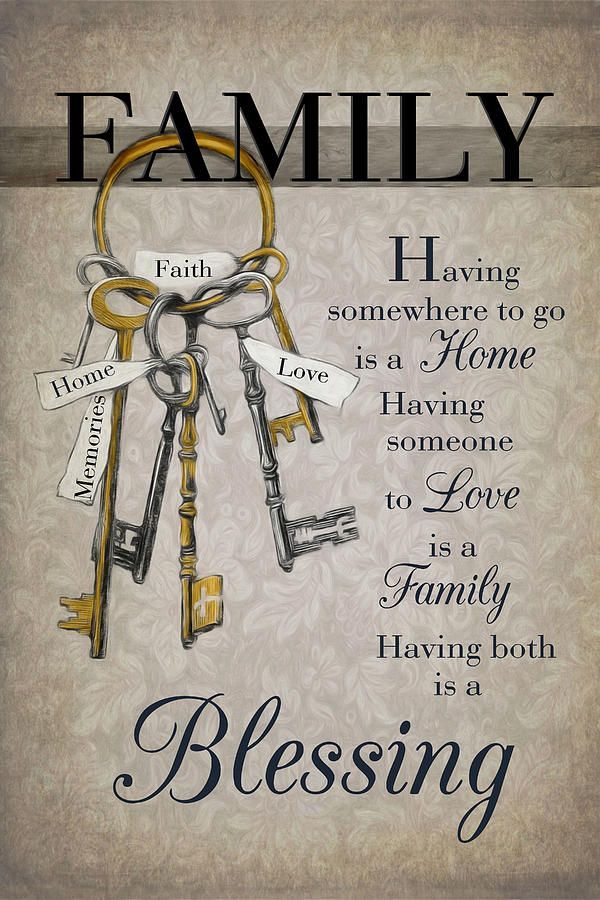 FAMILY
Faith
Home
Love
Memories
Having
somewhere to go
is a Home
Having
someone
to Love
is a
Family
Having both
is a
Blessing